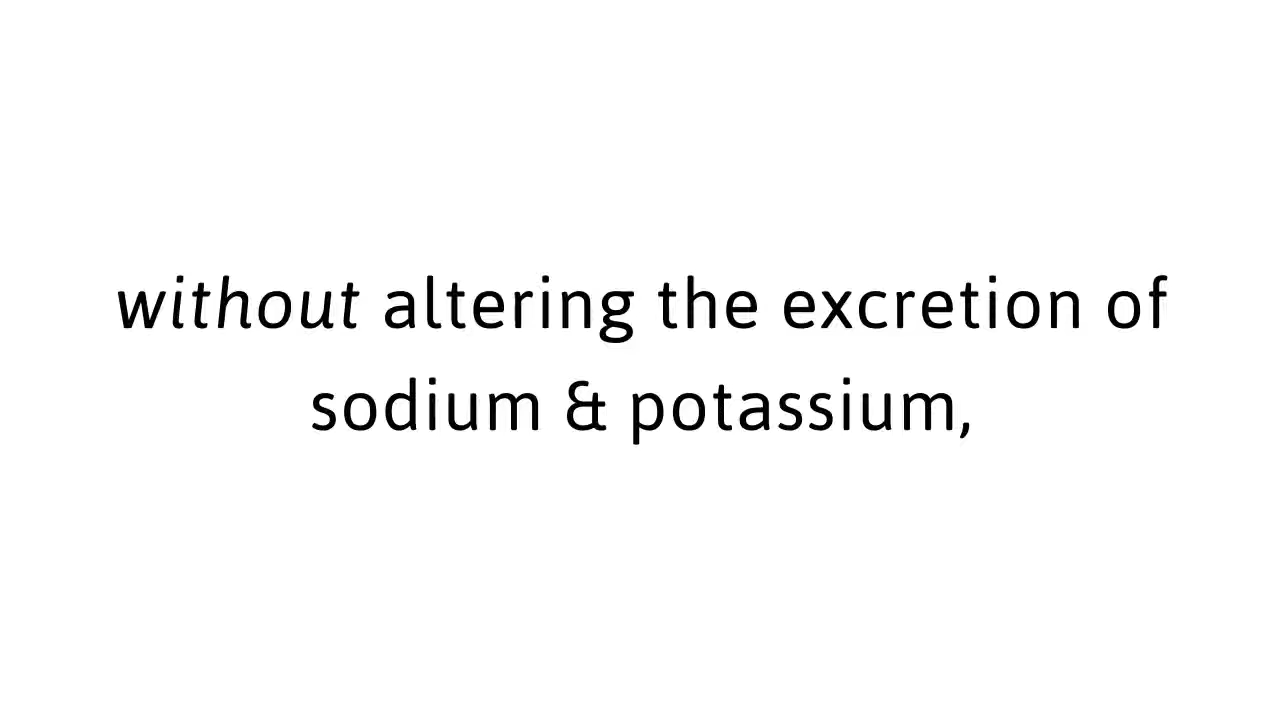 without altering the excretion of
sodium & potassium,